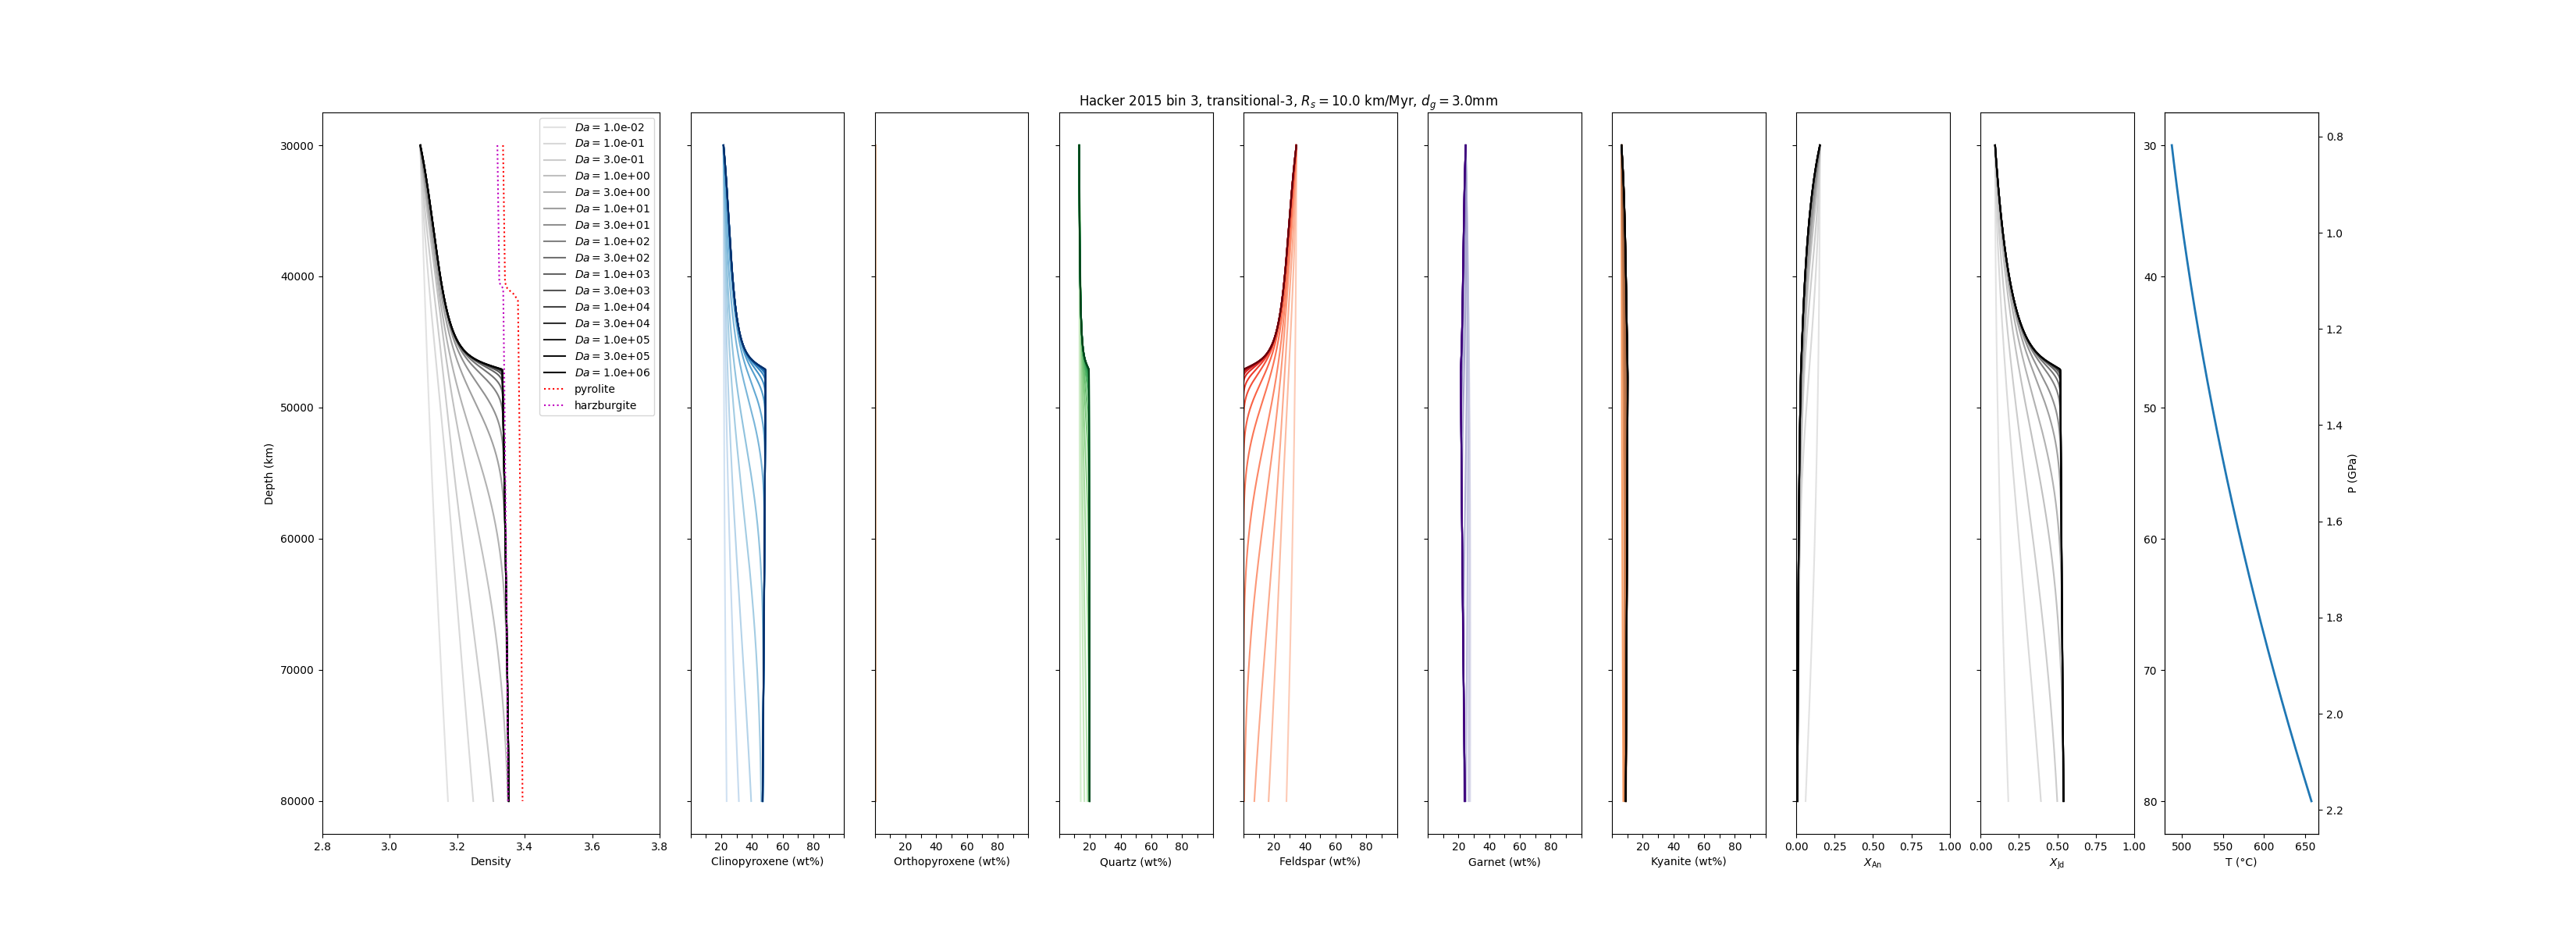 Hacker 2015 bin 3, transitional-3, $R_s = 10.0$ km/Myr, $d_g = 3.0$mm
Da = 1.0e-02
Da = 1.0e-01
Da = 3.0e-01
Da = 1.0e+00
Da = 3.0e+00
Da = 1.0e+01
Da = 3.0e+01
Da = 1.0e+02
Da = 3.0e+02
Da = 1.0e+03
Da = 3.0e+03
Da = 1.0e+04
Da = 3.0e+04
Da = 1.0e+05
Da = 3.0e+05
Da = 1.0e+06
pyrolite
harzburgite
Depth (km)
30000
40000
50000
60000
70000
80000
2.8 3.0 3.2 3.4 3.6 3.8
Density
20 40 60 80
Clinopyroxene (wt%)
20 40 60 80
Orthopyroxene (wt%)
20 40 60 80
Quartz (wt%)
20 40 60 80
Feldspar (wt%)
20 40 60 80
Garnet (wt%)
20 40 60 80
Kyanite (wt%)
0.00 0.25 0.50 0.75 1.00
$X_{An}$
0.00 0.25 0.50 0.75 1.00
$X_{Jd}$
30
40
50
60
70
80
500 550 600 650
T (°C)
0.8
1.0
1.2
1.4
1.6
1.8
2.0
2.2
P (GPa)